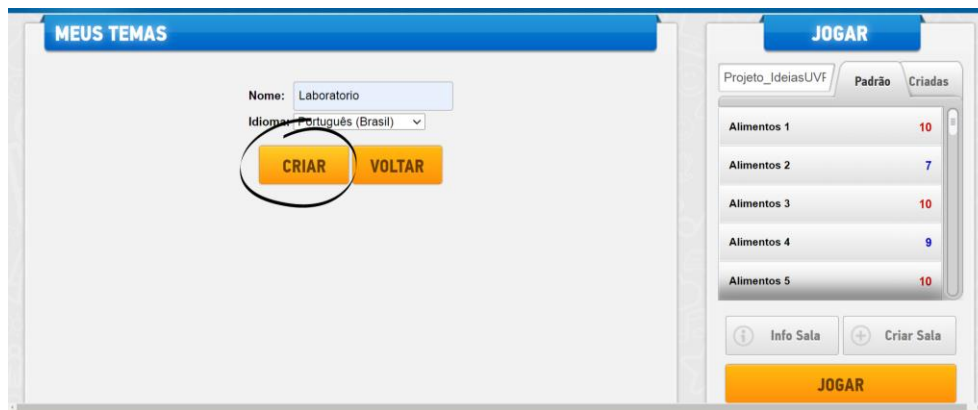 MEUS TEMAS
Nome: Laboratorio
Idioma: Português (Brasil)
CRIAR VOLTAR
JOGAR
Projeto_IdeiasUVF Padrão Criadas
Alimentos 1 10
Alimentos 2 7
Alimentos 3 10
Alimentos 4 9
Alimentos 5 10
Info Sala Criar Sala
JOGAR